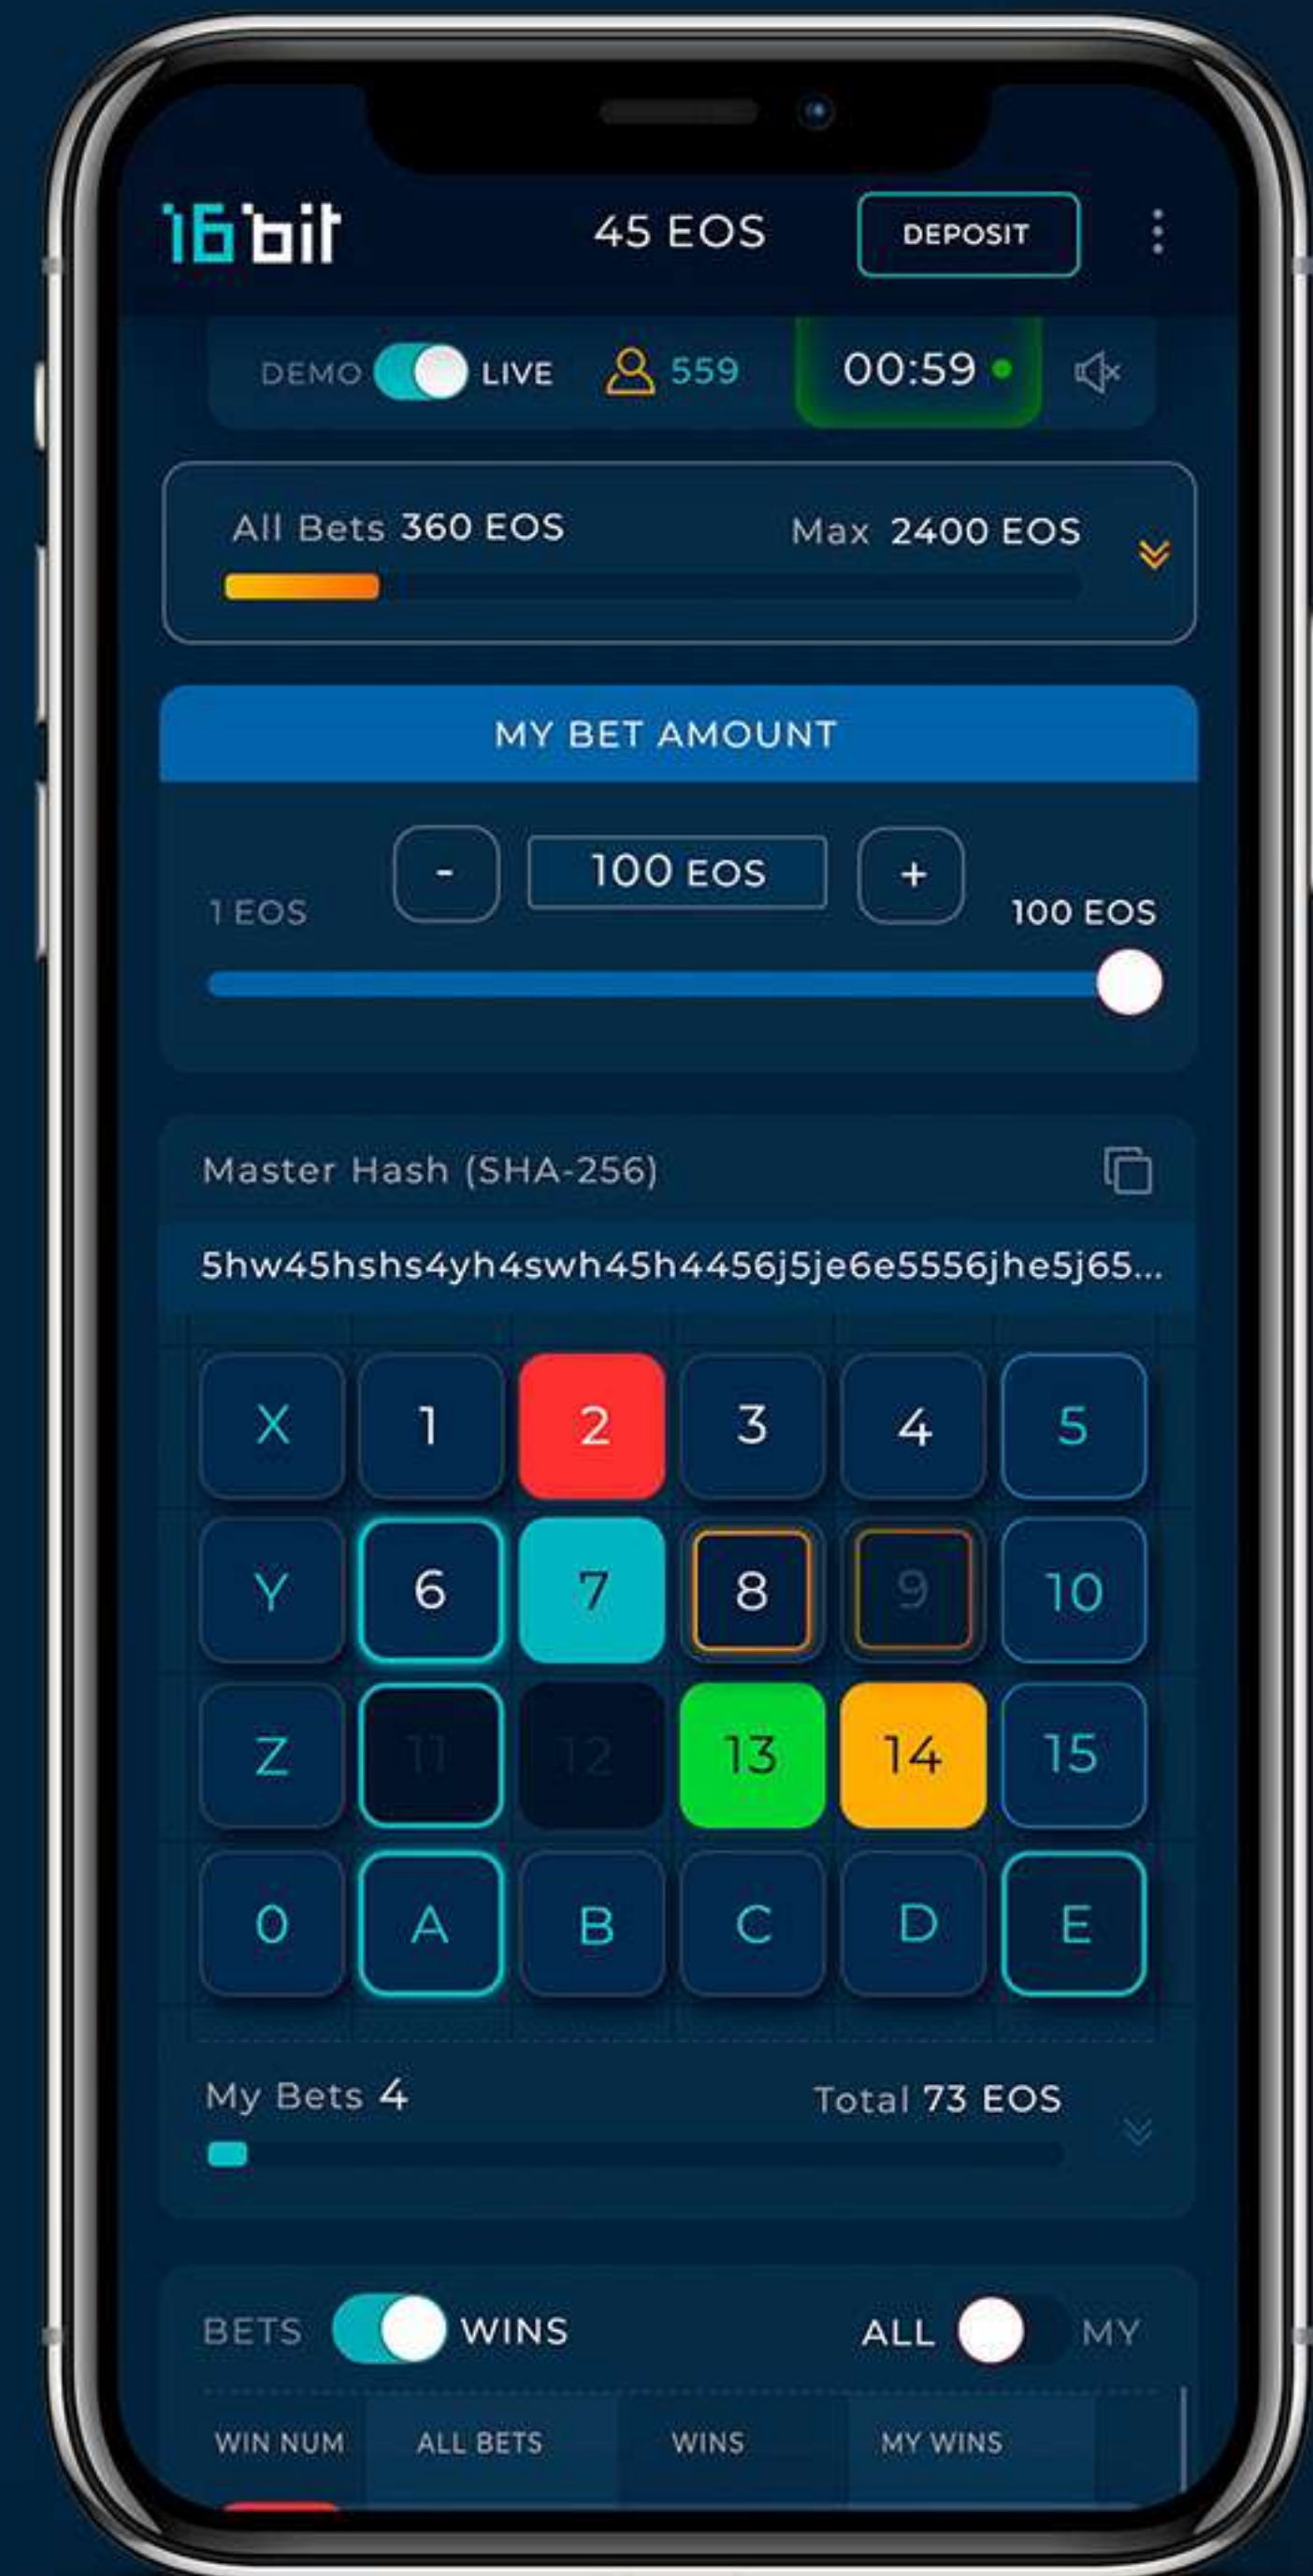 16 bit 45 EOS DEPOSIT
DEMO LIVE 559 00:59
All Bets 360 EOS Max 2400 EOS
MY BET AMOUNT
- 100 EOS +
1 EOS 100 EOS
Master Hash (SHA-256)
5hw45hshs4yh4swh45h4456j5je6e5556jhe5j65...
X 1 2 3 4 5
Y 6 7 8 9 10
Z 11 12 13 14 15
0 A B C D E
My Bets 4 Total 73 EOS
BETS WINS ALL MY
WIN NUM ALL BETS WINS MY WINS